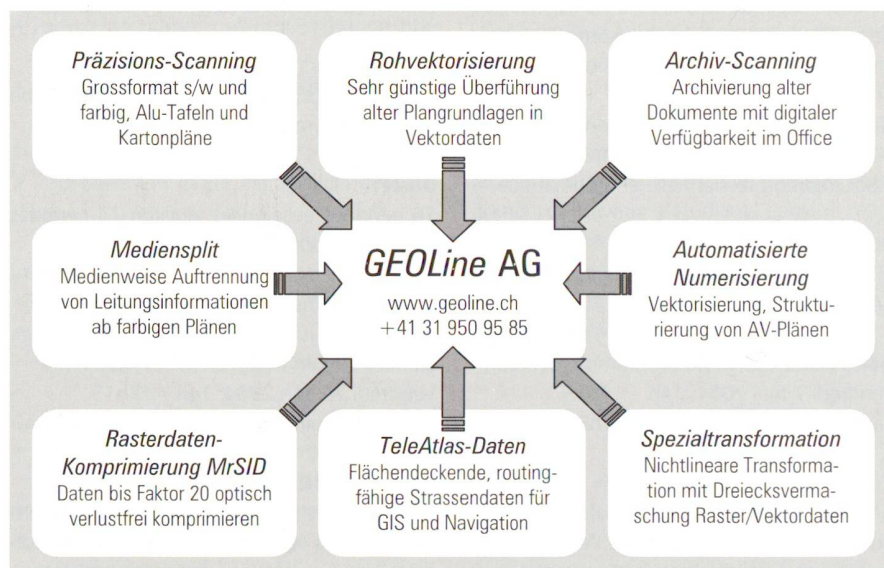 Präzisions-Scanning
Grossformat s/w und
farbig, Alu-Tafeln und
Kartonpläne
Rohvektorisierung
Sehr günstige Überführung
alter Plangrundlagen in
Vektordaten
Archiv-Scanning
Archivierung alter
Dokumente mit digitaler
Verfügbarkeit im Office
Mediensplit
Medienweise Auftrennung
von Leitungsinformationen
ab farbigen Plänen
GEOLine AG
www.geoline.ch
+41 31 950 95 85
Automatisierte
Numerisierung
Vektorisierung, Struktu-
rierung von AV-Plänen
Rasterdaten-
Komprimierung MrSID
Daten bis Faktor 20 optisch
verlustfrei komprimieren
TeleAtlas-Daten
Flächendeckende, routing-
fähige Strassendaten für
GIS und Navigation
Spezialtransformation
Nichtlineare Transforma-
tion mit Dreiecksverma-
schung Raster/Vektordaten